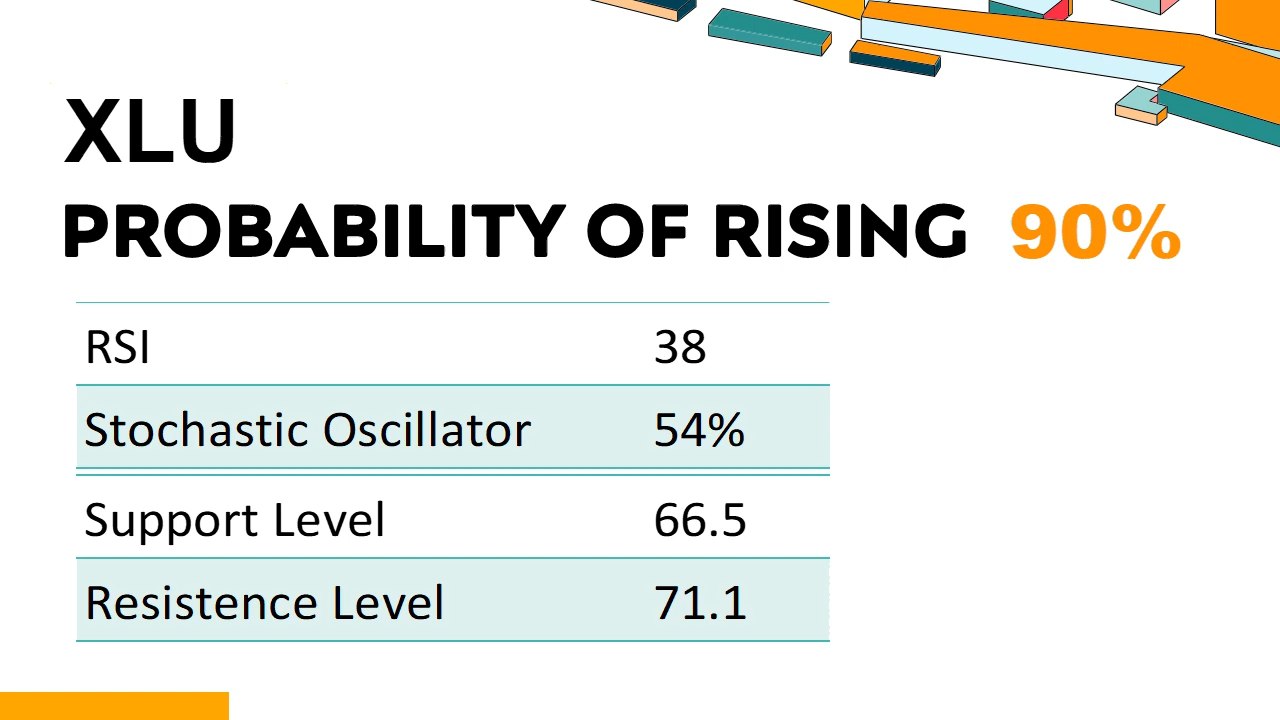 XLU
PROBABILITY OF RISING 90%
RSI 38
Stochastic Oscillator 54%
Support Level 66.5
Resistence Level 71.1